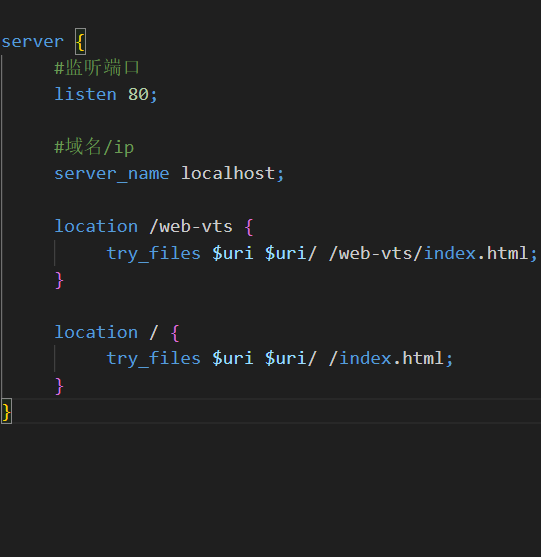 server {
#监听端口
listen 80;
#域名/ip
server_name localhost;
location /web-vts {
try_files $uri $uri/ /web-vts/index.html;
}
location / {
try_files $uri $uri/ /index.html;
}
}